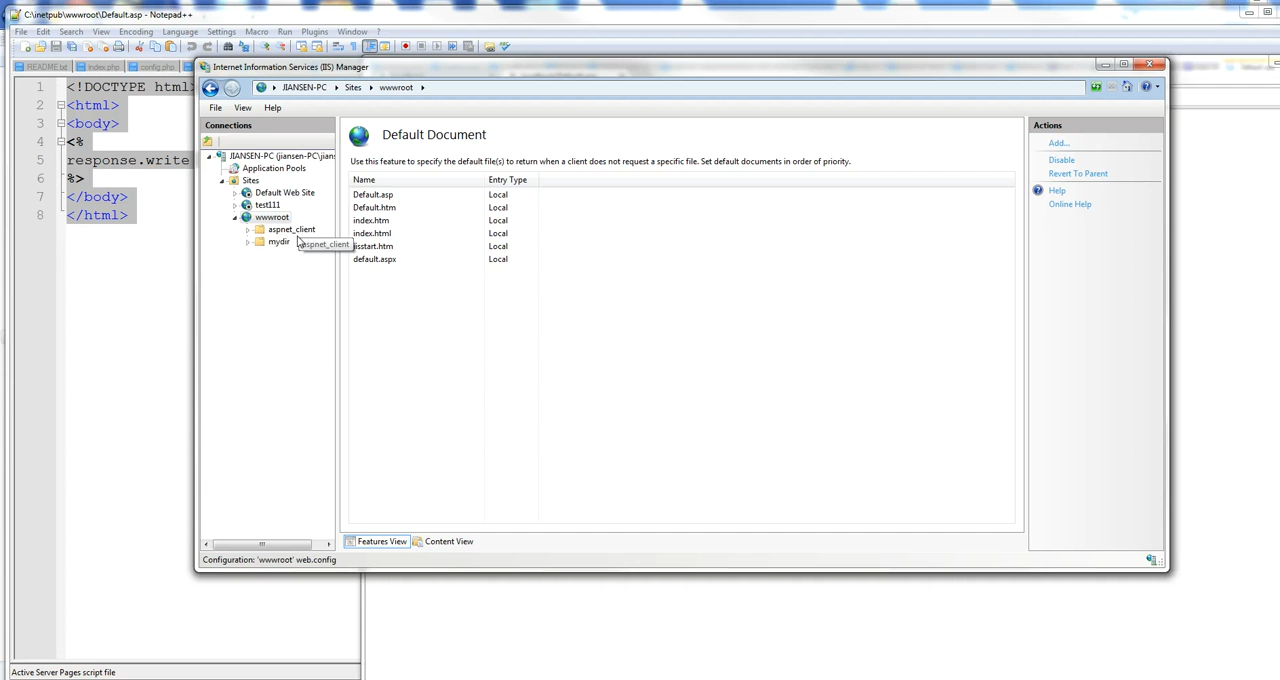 C:\inetpub\wwwroot\Default.asp - Notepad++
File Edit Search View Encoding Language Settings Macro Run Plugins Window ?
README.txt index.php config.php
1 <!DOCTYPE html>
2 <html>
3 <body>
4 <%
5 response.write
6 %>
7 </body>
8 </html>
Active Server Pages script file
Internet Information Services (IIS) Manager
JIANSEN-PC Sites wwwroot
File View Help
Connections
JIANSEN-PC (jiansen-PC\jians
Application Pools
Sites
Default Web Site
test111
wwwroot
aspnet_client
mydir
aspnet_client
Default Document
Use this feature to specify the default file(s) to return when a client does not request a specific file. Set default documents in order of priority.
Name Entry Type
Default.asp Local
Default.htm Local
index.htm Local
index.html Local
iisstart.htm Local
default.aspx Local
Features View Content View
Configuration: 'wwwroot' web.config
Actions
Add...
Disable
Revert To Parent
Help
Online Help